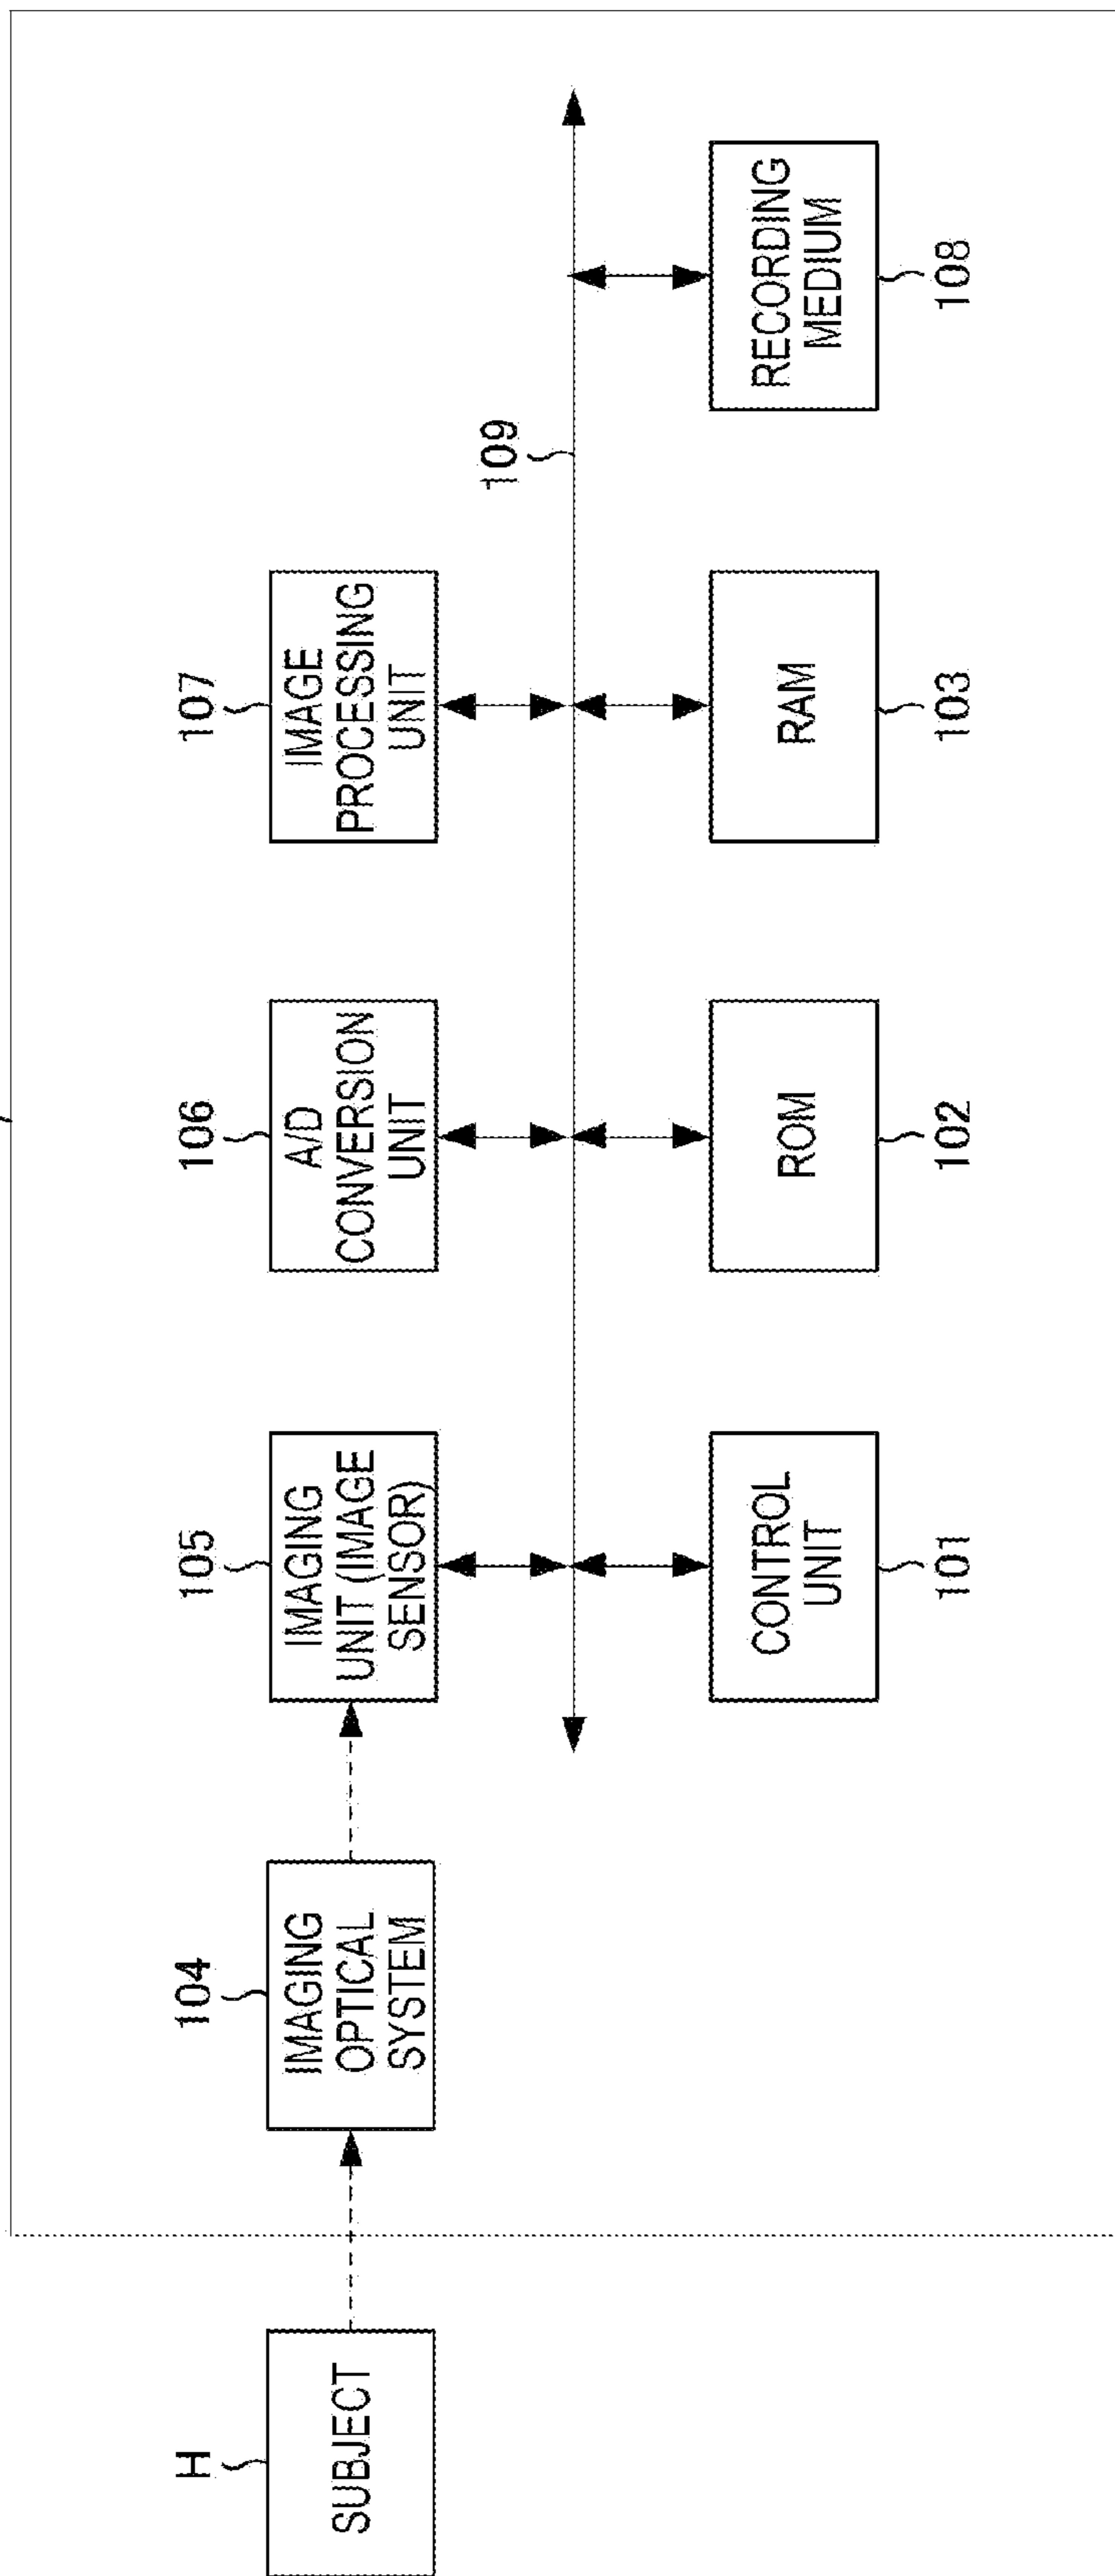 H
SUBJECT
104
IMAGING
OPTICAL
SYSTEM
105
IMAGING
UNIT (IMAGE
SENSOR)
106
A/D
CONVERSION
UNIT
107
IMAGE
PROCESSING
UNIT
109
CONTROL
UNIT
101
ROM
102
RAM
103
RECORDING
MEDIUM
108